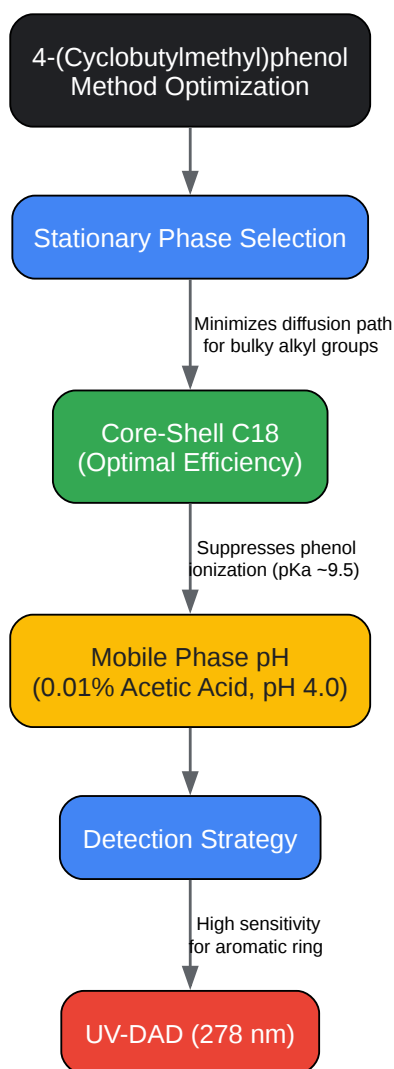 4-(Cyclobutylmethyl)phenol
Method Optimization
Stationary Phase Selection
Minimizes diffusion path
for bulky alkyl groups
Core-Shell C18
(Optimal Efficiency)
Suppresses phenol
ionization (pKa ~9.5)
Mobile Phase pH
(0.01% Acetic Acid, pH 4.0)
Detection Strategy
High sensitivity
for aromatic ring
UV-DAD (278 nm)